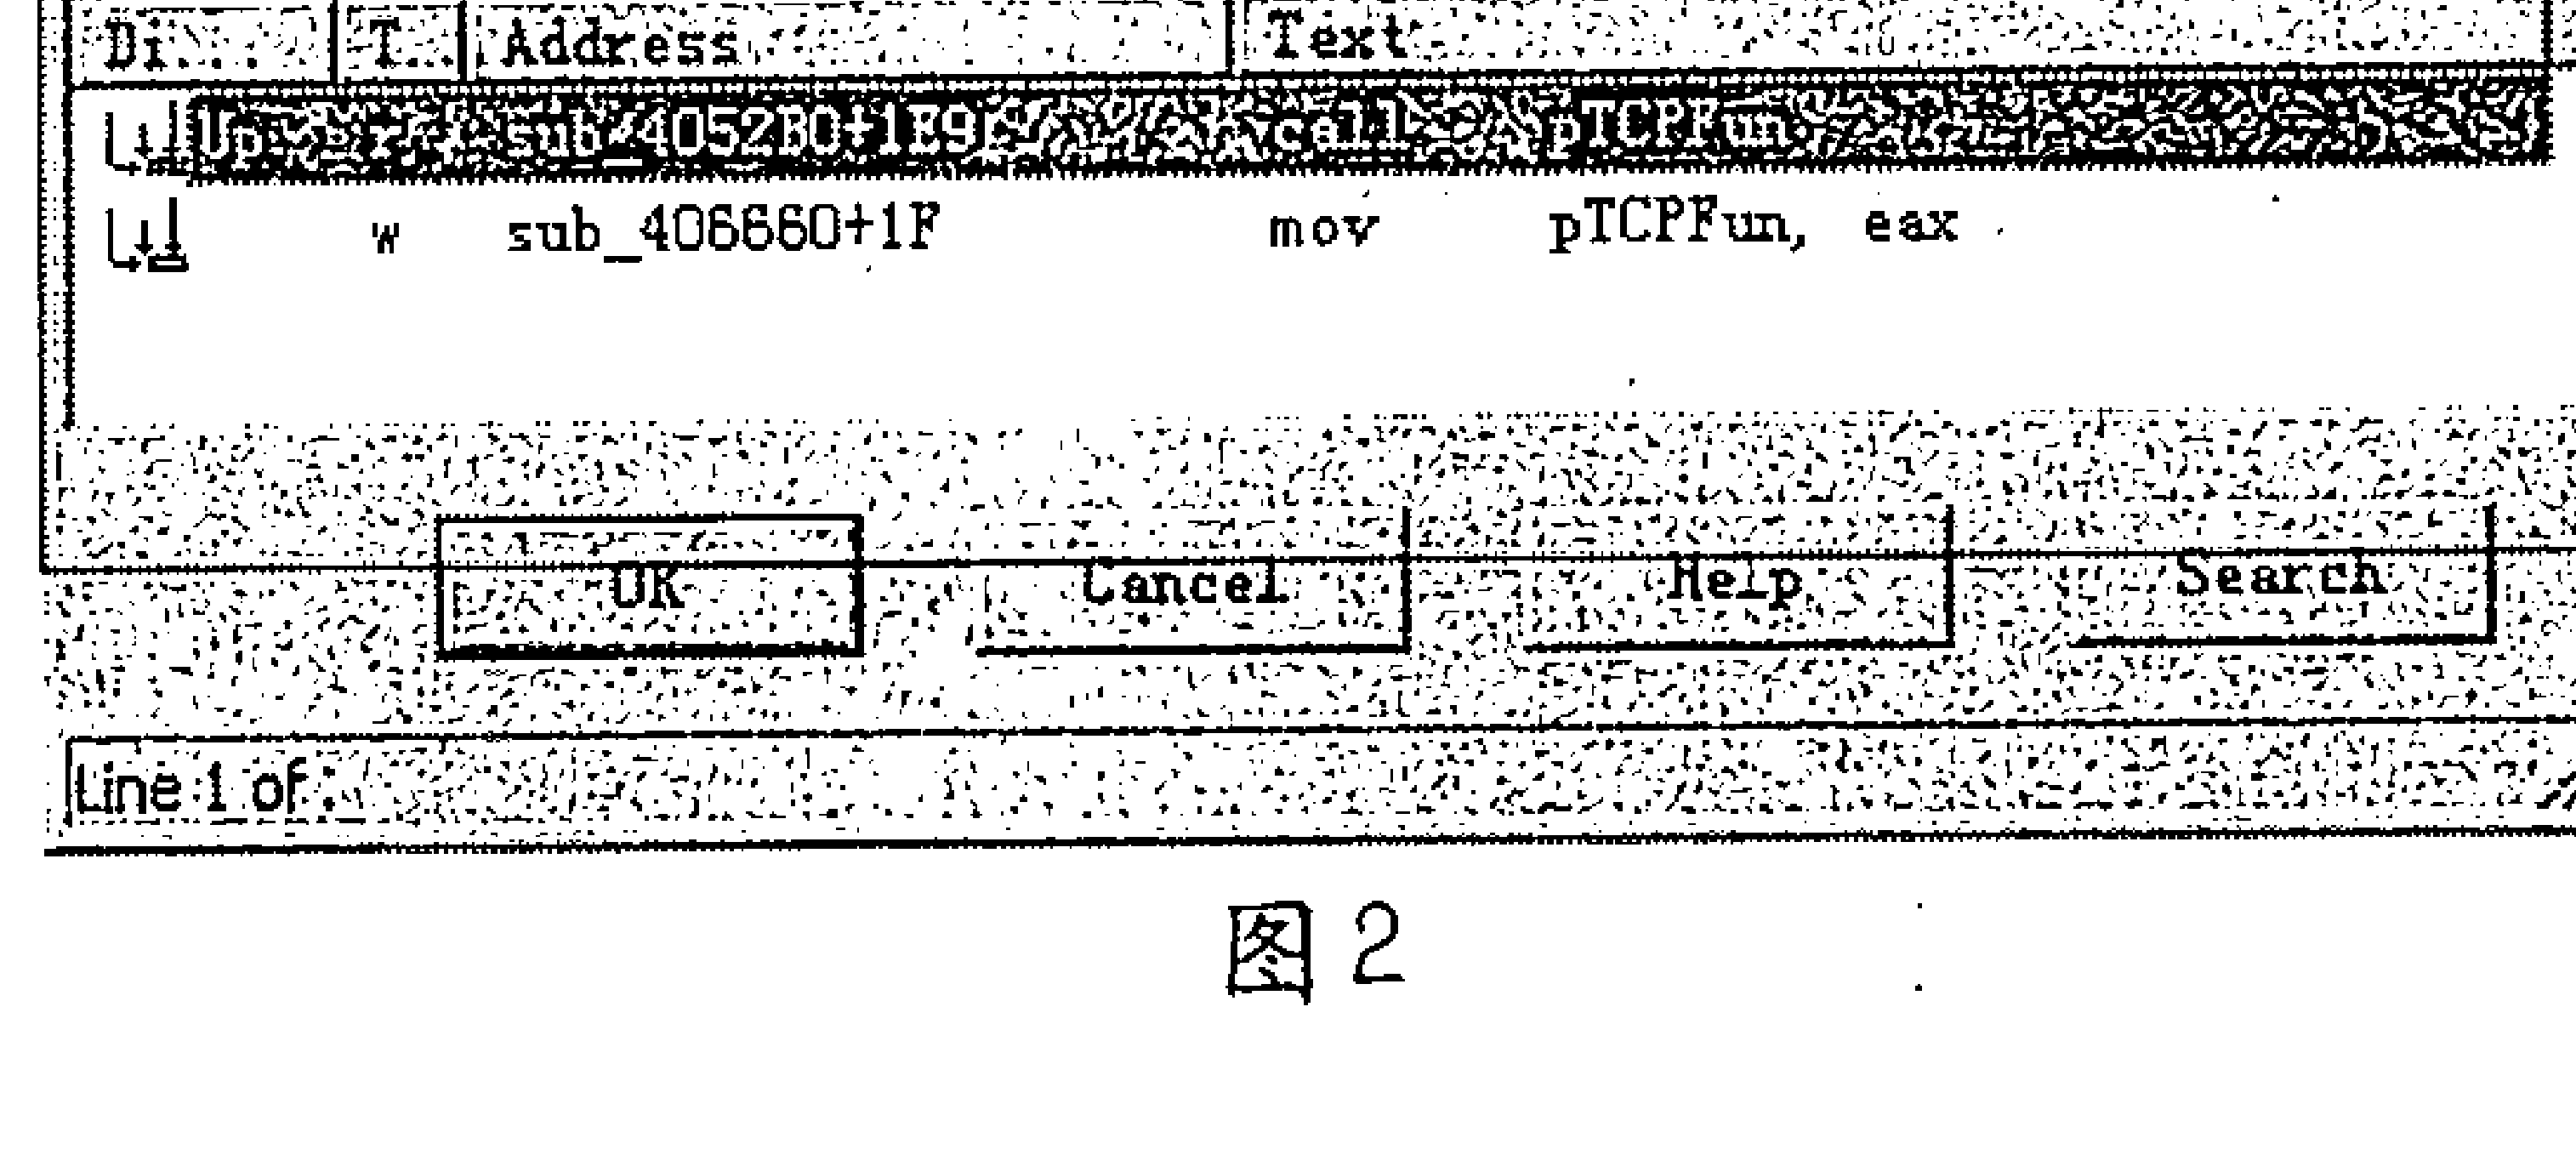 Di... T. Address Text
Up r sub_4052B0+1E9 call pTCPFun
w sub_406660+1F mov pTCPFun, eax
OK Cancel Help Search
Line 1 of
图2